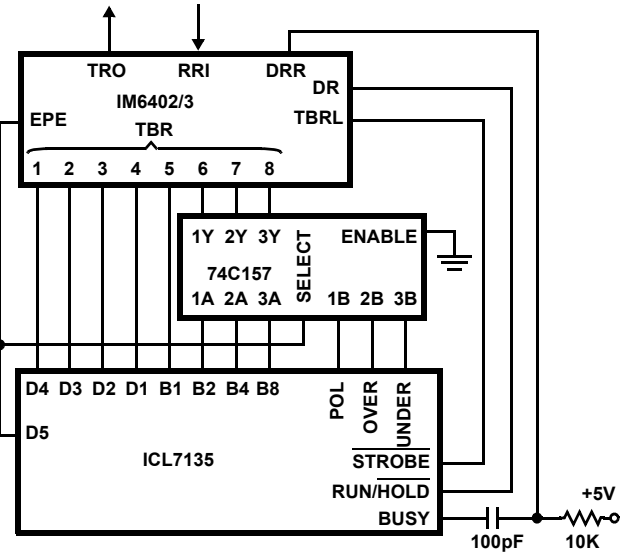 TRO RRI DRR
DR
IM6402/3
TBRL
EPE
TBR
1 2 3 4 5 6 7 8
1Y 2Y 3Y SELECT ENABLE
74C157
1A 2A 3A 1B 2B 3B
D4 D3 D2 D1 B1 B2 B4 B8 POL OVER UNDER
D5
ICL7135
STROBE
RUN/HOLD
+5V
BUSY
100pF 10K